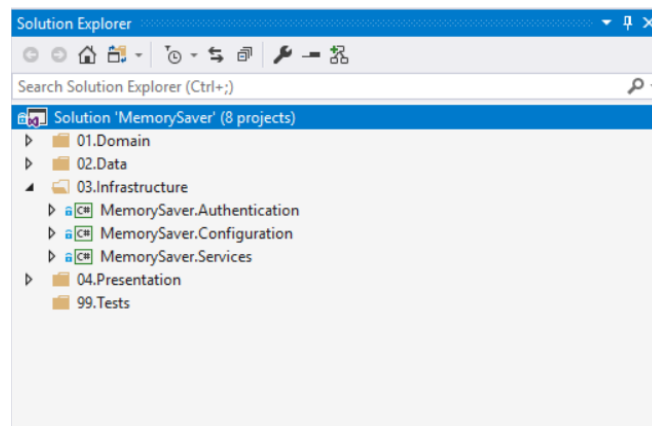 Solution Explorer
Search Solution Explorer (Ctrl+;)
Solution 'MemorySaver' (8 projects)
01.Domain
02.Data
03.Infrastructure
C# MemorySaver.Authentication
C# MemorySaver.Configuration
C# MemorySaver.Services
04.Presentation
99.Tests